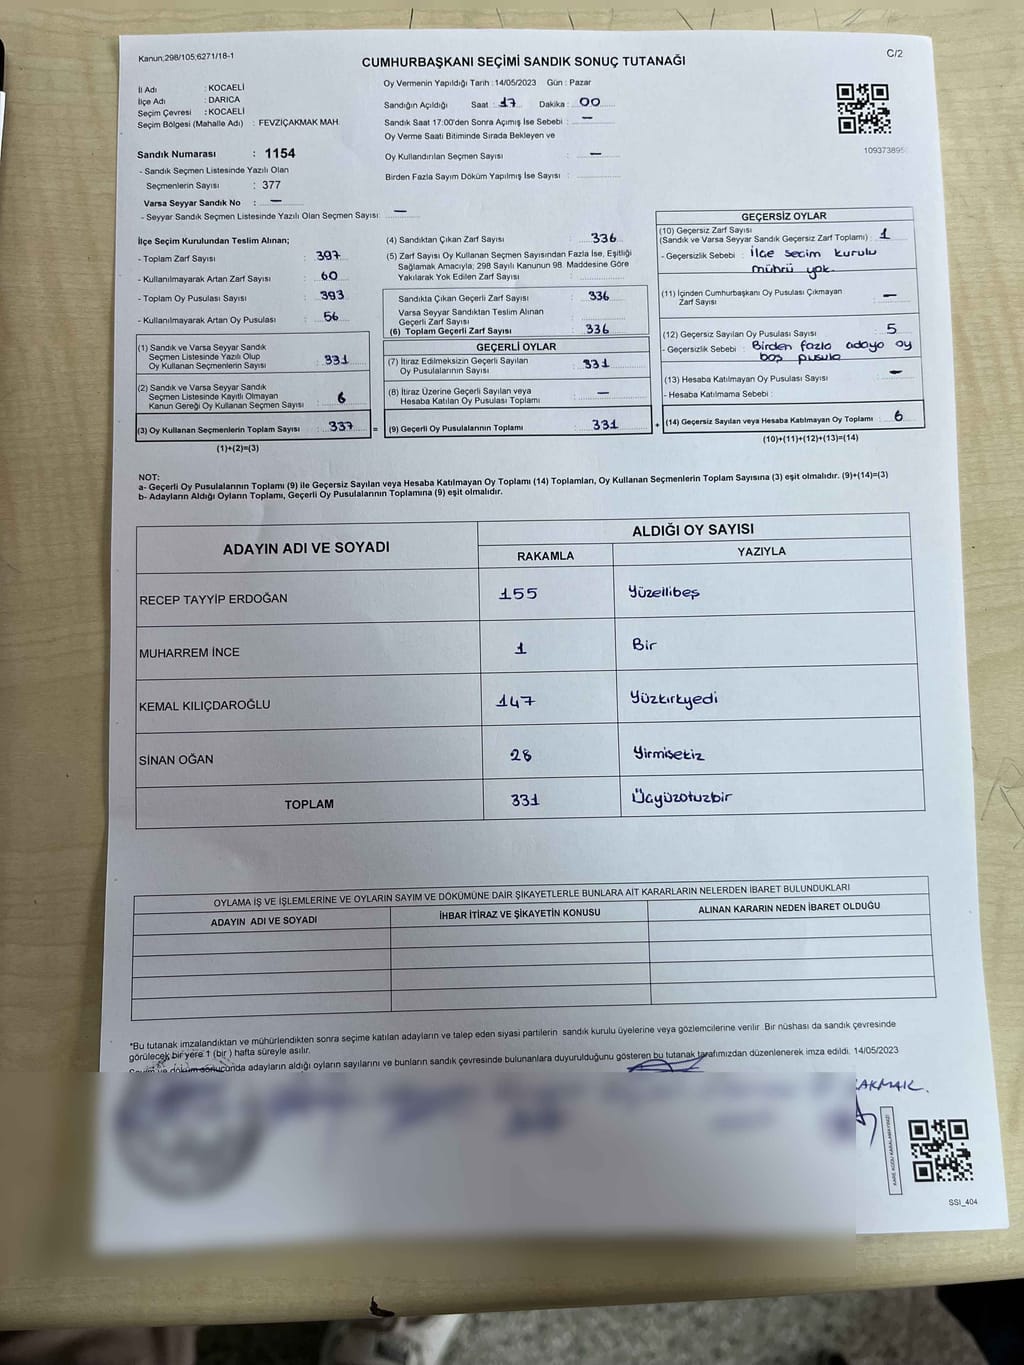 Kanun:298/105:6271/18-1
CUMHURBAŞKANI SEÇİMİ SANDIK SONUÇ TUTANAĞI
C/2
İl Adı : KOCAELİ
İlçe Adı : DARICA
Seçim Çevresi : KOCAELİ
Seçim Bölgesi (Mahalle Adı) : FEVZİÇAKMAK MAH.
Sandık Numarası : 1154
- Sandık Seçmen Listesinde Yazılı Olan
Seçmenlerin Sayısı : 377
Varsa Seyyar Sandık No : —
- Seyyar Sandık Seçmen Listesinde Yazılı Olan Seçmen Sayısı: —
Oy Vermenin Yapıldığı Tarih : 14/05/2023 Gün : Pazar
Sandığın Açıldığı Saat : 17 Dakika : 00
Sandık Saat 17:00'den Sonra Açımış İse Sebebi : —
Oy Verme Saati Bitiminde Sırada Bekleyen ve
Oy Kullandırılan Seçmen Sayısı : —
Birden Fazla Sayım Döküm Yapılmış İse Sayısı :
109373895
İlçe Seçim Kurulundan Teslim Alınan;
- Toplam Zarf Sayısı : 397
- Kullanılmayarak Artan Zarf Sayısı : 60
- Toplam Oy Pusulası Sayısı : 393
- Kullanılmayarak Artan Oy Pusulası : 56
(1) Sandık ve Varsa Seyyar Sandık
Seçmen Listesinde Yazılı Olup
Oy Kullanan Seçmenlerin Sayısı : 331
(2) Sandık ve Varsa Seyyar Sandık
Seçmen Listesinde Kayıtlı Olmayan
Kanun Gereği Oy Kullanan Seçmen Sayısı : 6
(3) Oy Kullanan Seçmenlerin Toplam Sayısı : 337 =
(1)+(2)=(3)
(4) Sandıktan Çıkan Zarf Sayısı : 336
(5) Zarf Sayısı Oy Kullanan Seçmen Sayısından Fazla İse, Eşitliği
Sağlamak Amacıyla; 298 Sayılı Kanunun 98. Maddesine Göre
Yakılarak Yok Edilen Zarf Sayısı :
Sandıkta Çıkan Geçerli Zarf Sayısı : 336
Varsa Seyyar Sandıktan Teslim Alınan
Geçerli Zarf Sayısı :
(6) Toplam Geçerli Zarf Sayısı : 336
GEÇERLİ OYLAR
(7) İtiraz Edilmeksizin Geçerli Sayılan
Oy Pusulalarının Sayısı : 331
(8) İtiraz Üzerine Geçerli Sayılan veya
Hesaba Katılan Oy Pusulası Toplamı : —
(9) Geçerli Oy Pusulalarının Toplamı : 331 +
GEÇERSİZ OYLAR
(10) Geçersiz Zarf Sayısı
(Sandık ve Varsa Seyyar Sandık Geçersiz Zarf Toplamı) : 1
- Geçersizlik Sebebi : İlçe seçim kurulu
mührü yok.
(11) İçinden Cumhurbaşkanı Oy Pusulası Çıkmayan
Zarf Sayısı : —
(12) Geçersiz Sayılan Oy Pusulası Sayısı : 5
- Geçersizlik Sebebi : Birden fazla adaya oy
boş pusula
(13) Hesaba Katılmayan Oy Pusulası Sayısı : —
- Hesaba Katılmama Sebebi :
(14) Geçersiz Sayılan veya Hesaba Katılmayan Oy Toplamı : 6
(10)+(11)+(12)+(13)=(14)
NOT:
a- Geçerli Oy Pusulalarının Toplamı (9) ile Geçersiz Sayılan veya Hesaba Katılmayan Oy Toplamı (14) Toplamları, Oy Kullanan Seçmenlerin Toplam Sayısına (3) eşit olmalıdır. (9)+(14)=(3)
b- Adayların Aldığı Oyların Toplamı, Geçerli Oy Pusulalarının Toplamına (9) eşit olmalıdır.
ADAYIN ADI VE SOYADI
ALDIĞI OY SAYISI
RAKAMLA YAZIYLA
RECEP TAYYİP ERDOĞAN 155 Yüzellibeş
MUHARREM İNCE 1 Bir
KEMAL KILIÇDAROĞLU 147 Yüzkırkyedi
SİNAN OĞAN 28 Yirmisekiz
TOPLAM 331 Üçyüzotuzbir
OYLAMA İŞ VE İŞLEMLERİNE VE OYLARIN SAYIM VE DÖKÜMÜNE DAİR ŞİKAYETLERLE BUNLARA AİT KARARLARIN NELERDEN İBARET BULUNDUKLARI
ADAYIN ADI VE SOYADI İHBAR İTİRAZ VE ŞİKAYETİN KONUSU ALINAN KARARIN NEDEN İBARET OLDUĞU
*Bu tutanak imzalandıktan ve mühürlendikten sonra seçime katılan adayların ve talep eden siyasi partilerin sandık kurulu üyelerine veya gözlemcilerine verilir. Bir nüshası da sandık çevresinde
görülecek bir yere 1 (bir ) hafta süreyle asılır.
Seçim ve döküm sonucunda adayların aldığı oyların sayılarını ve bunların sandık çevresinde bulunanlara duyurulduğunu gösteren bu tutanak tarafımızdan düzenlenerek imza edildi. 14/05/2023
AKMAK.
SSI_404